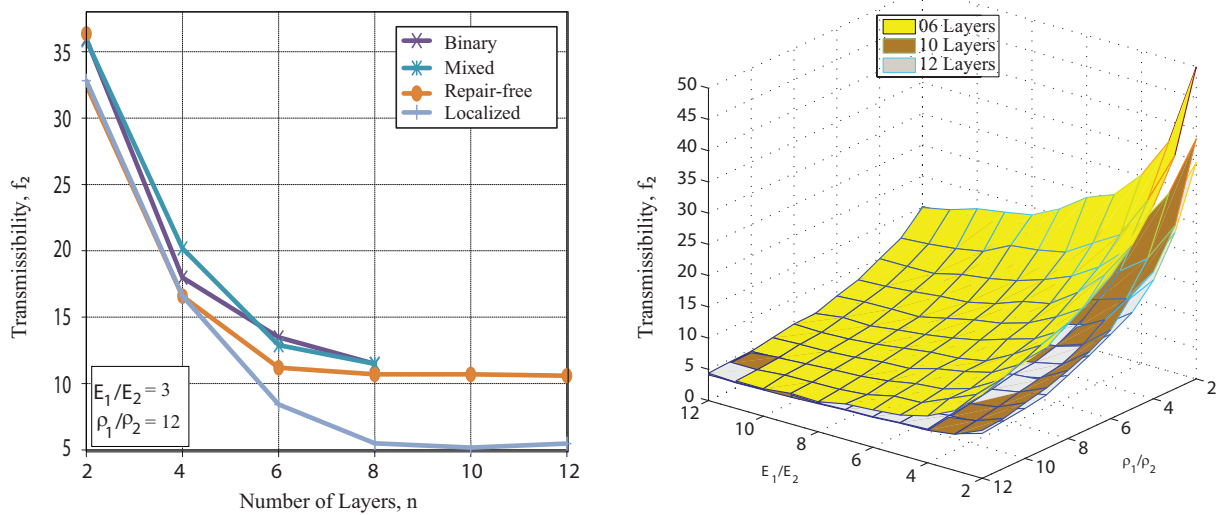 Transmissibility, f₂
35
30
25
20
15
10
5
2
4
6
8
10
12
Number of Layers, n
Binary
Mixed
Repair-free
Localized
E₁/E₂ = 3
ρ₁/ρ₂ = 12
06 Layers
10 Layers
12 Layers
Transmissibility, f₂
50
45
40
35
30
25
20
15
10
5
0
12
10
8
6
4
2
E₁/E₂
12
10
8
6
4
2
ρ₁/ρ₂